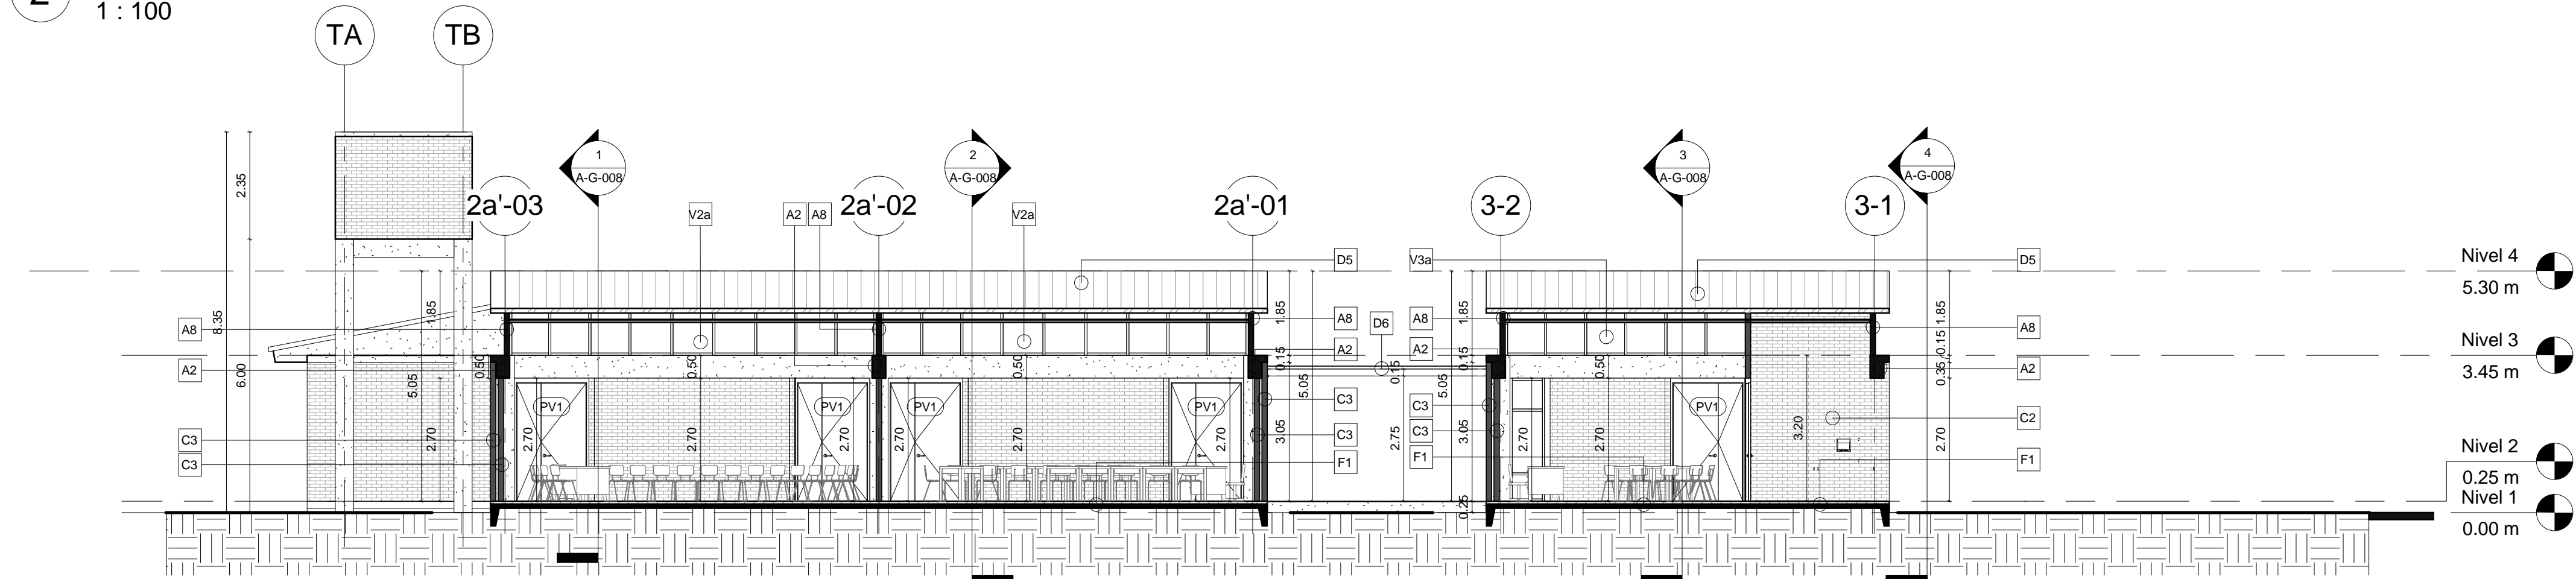 2
1 : 100
TA
TB
1
A-G-008
2
A-G-008
3
A-G-008
4
A-G-008
2a'-03
2a'-02
2a'-01
3-2
3-1
V2a
A2
A8
V2a
D5
V3a
D5
Nivel 4
5.30 m
Nivel 3
3.45 m
Nivel 2
0.25 m
Nivel 1
0.00 m
8.35
2.35
6.00
A8
A2
C3
C3
5.05
1.85
2.70
0.50
2.70
PV1
0.50
2.70
PV1
2.70
PV1
2.70
0.50
2.70
PV1
2.70
1.85
0.15
3.05
5.05
A8
A2
C3
C3
F1
D6
0.15
2.75
A8
A2
C3
C3
F1
5.05
1.85
0.15
3.05
0.25
2.70
0.50
2.70
PV1
3.20
1.85
0.15
0.35
2.70
A8
A2
C2
F1